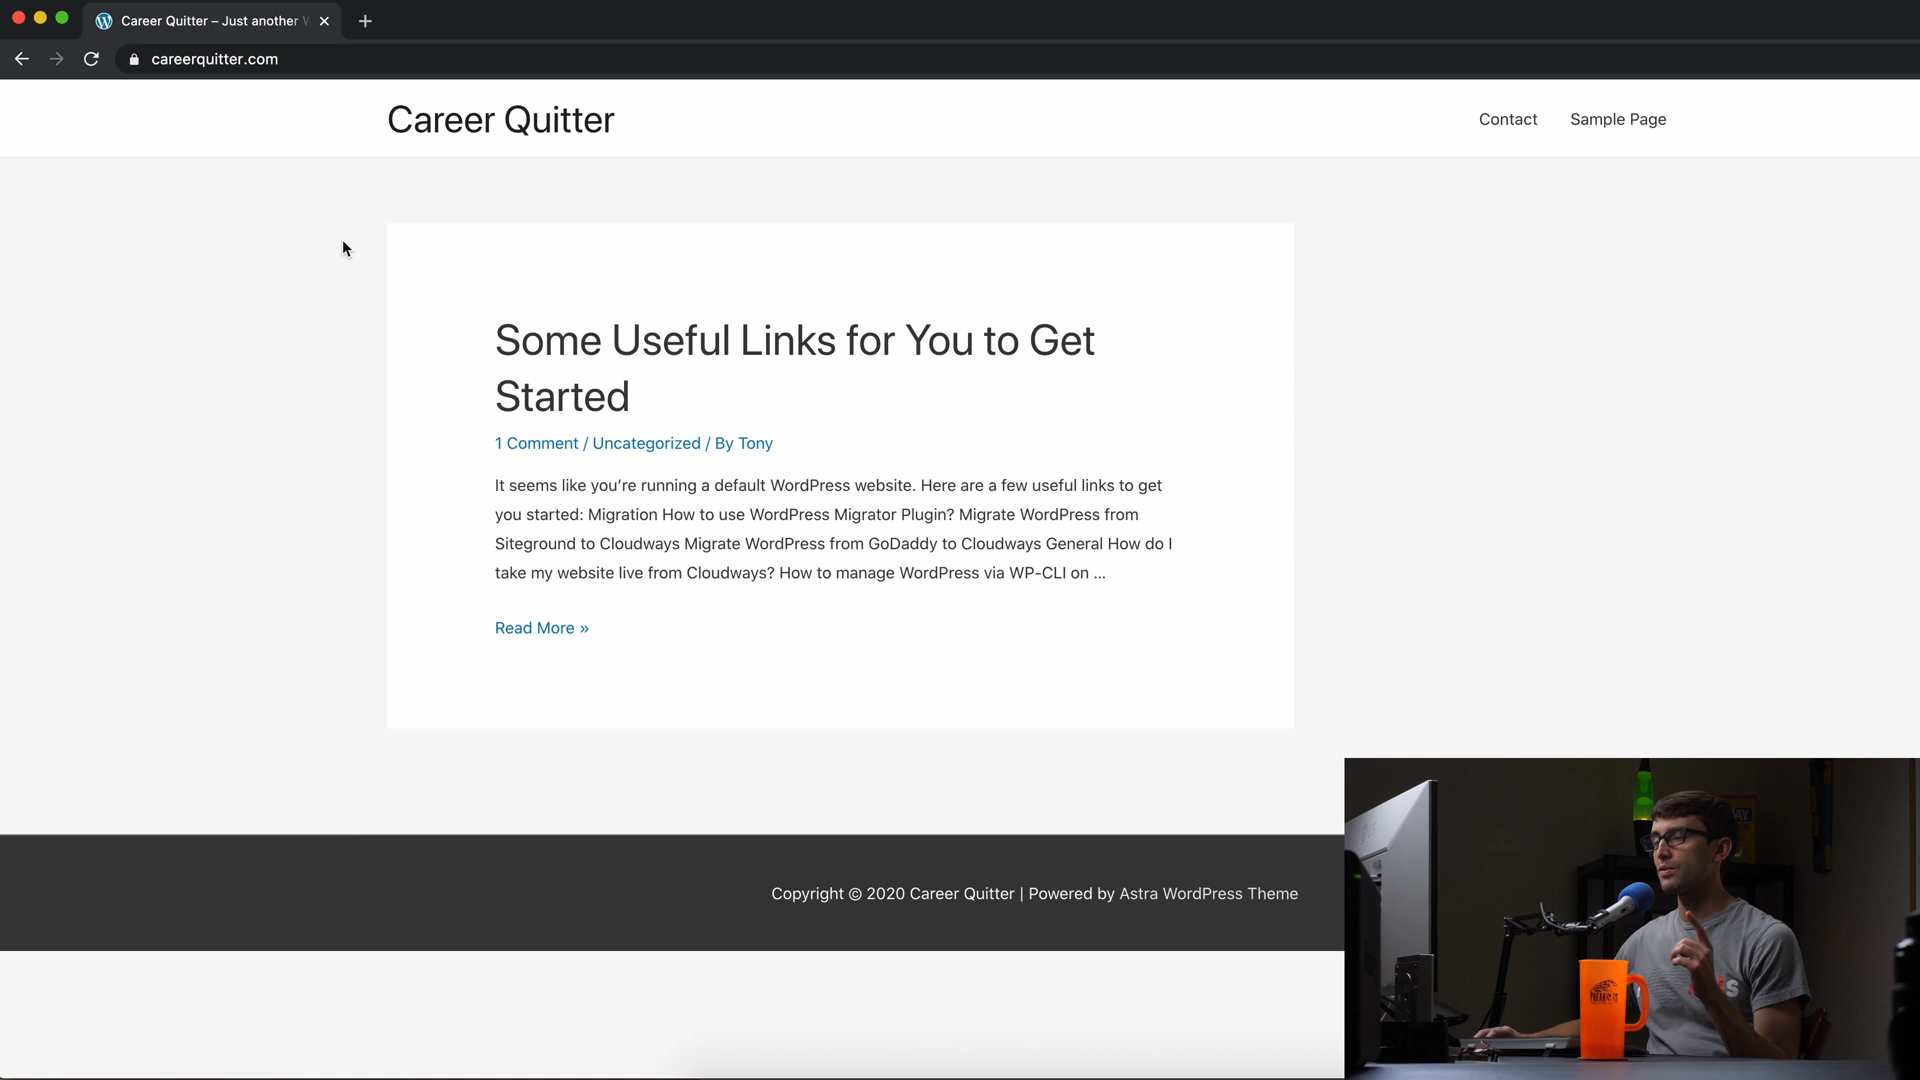 Career Quitter – Just another W
careerquitter.com
Career Quitter
Contact
Sample Page
Some Useful Links for You to Get
Started
1 Comment / Uncategorized / By Tony
It seems like you’re running a default WordPress website. Here are a few useful links to get
you started: Migration How to use WordPress Migrator Plugin? Migrate WordPress from
Siteground to Cloudways Migrate WordPress from GoDaddy to Cloudways General How do I
take my website live from Cloudways? How to manage WordPress via WP-CLI on ...
Read More »
Copyright © 2020 Career Quitter | Powered by Astra WordPress Theme